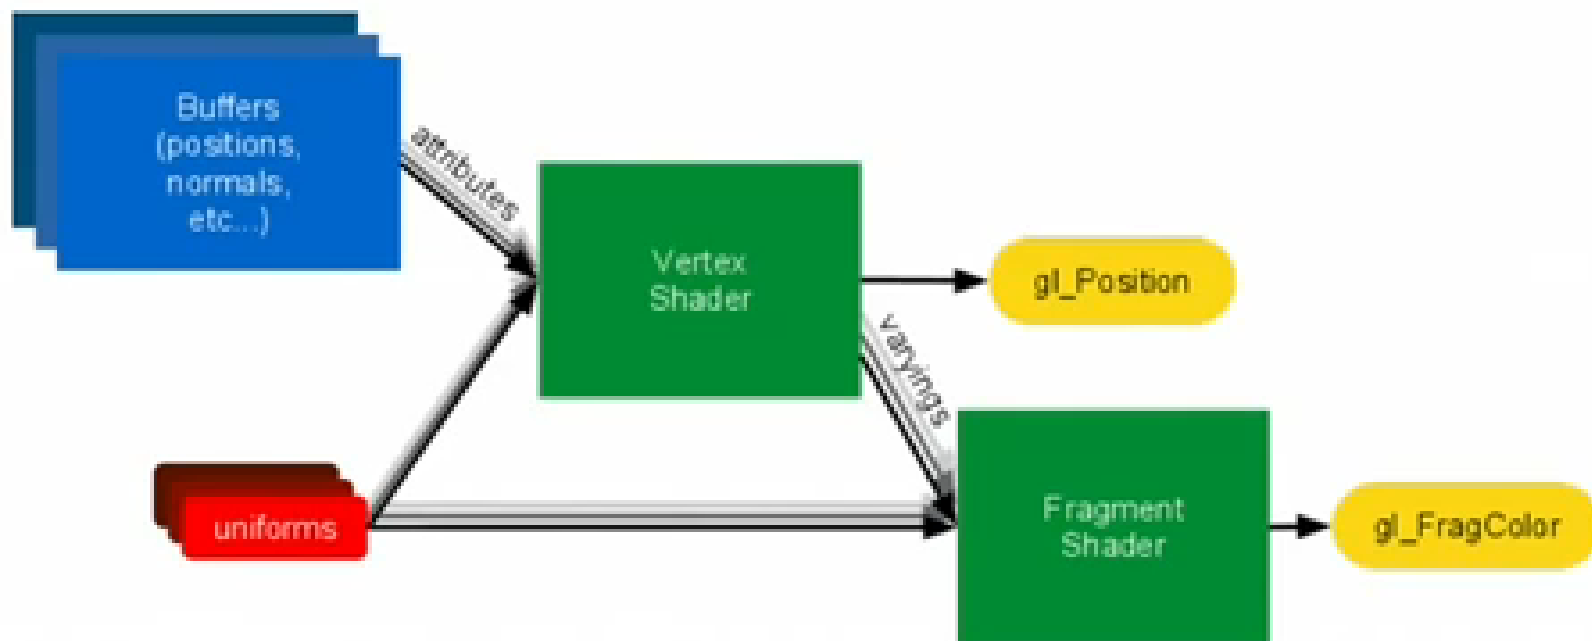 Buffers
(positions,
normals,
etc...)
attributes
Vertex
Shader
gl_Position
varyings
uniforms
Fragment
Shader
gl_FragColor